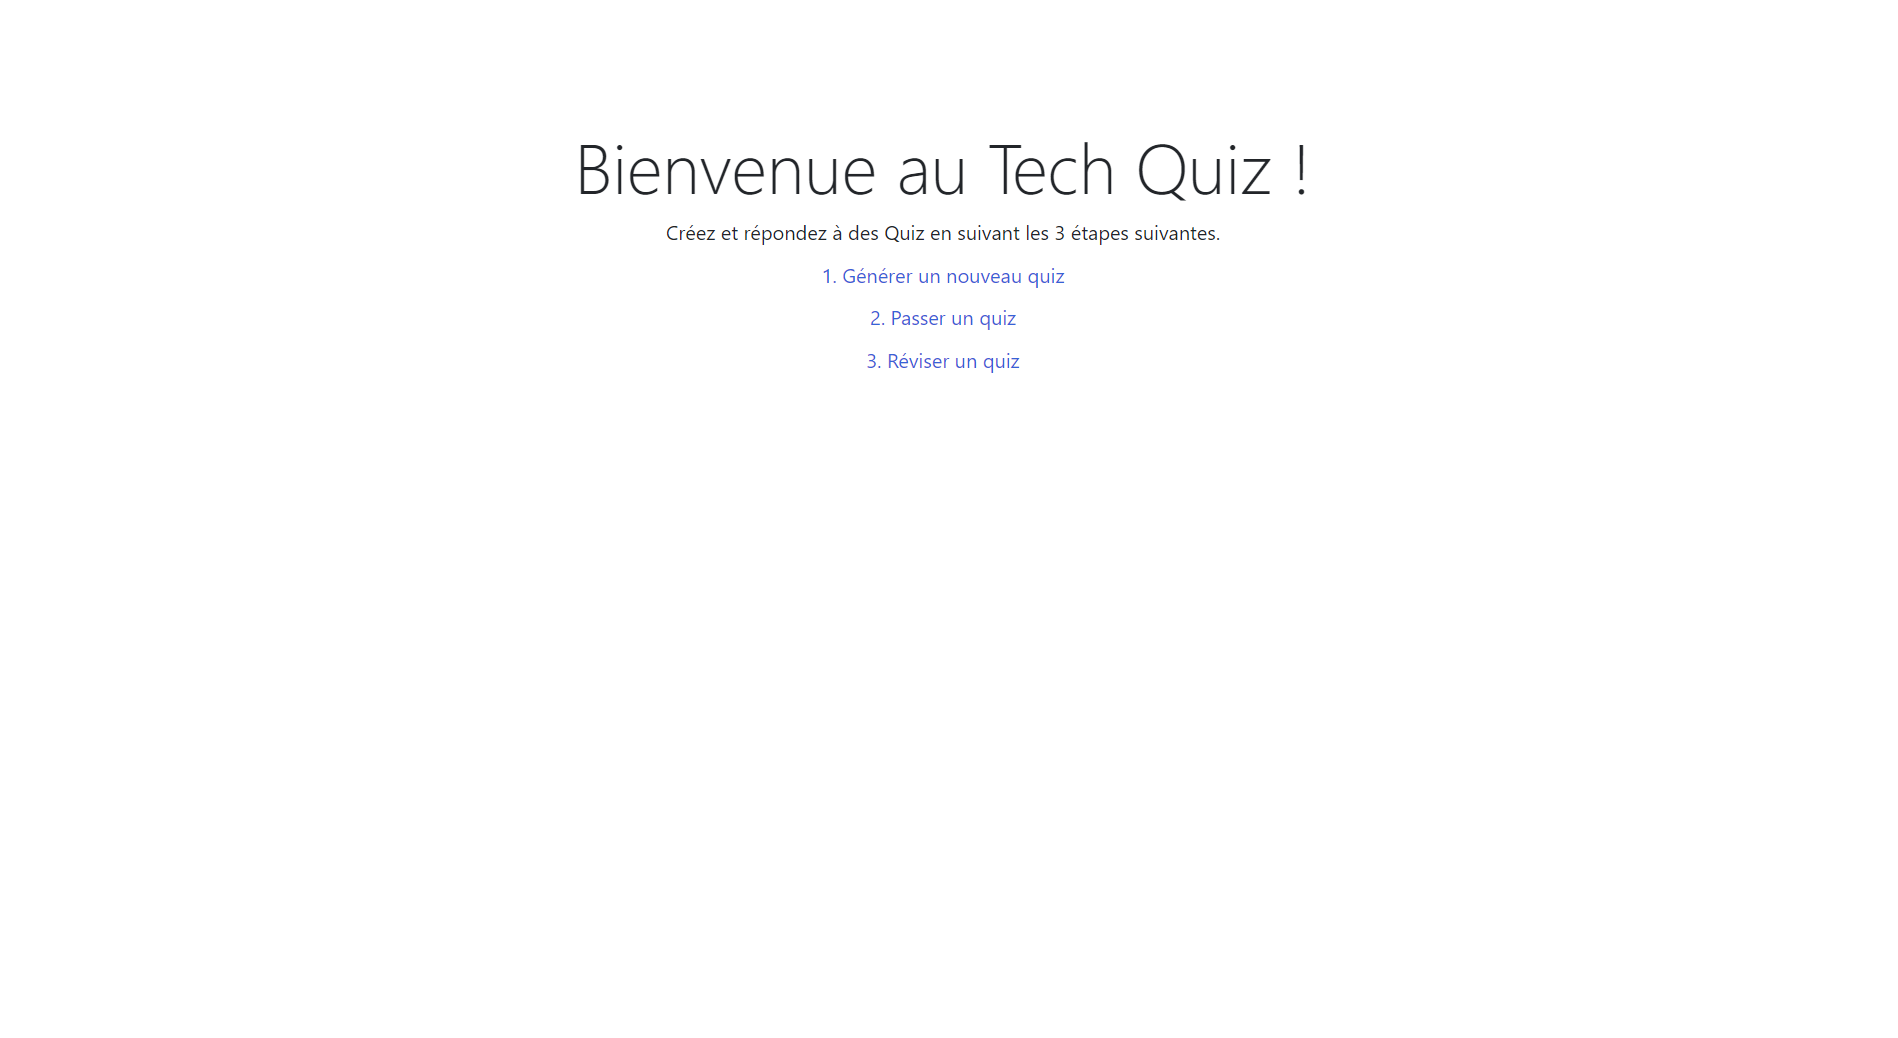 Bienvenue au Tech Quiz !
Créez et répondez à des Quiz en suivant les 3 étapes suivantes.
1. Générer un nouveau quiz
2. Passer un quiz
3. Réviser un quiz